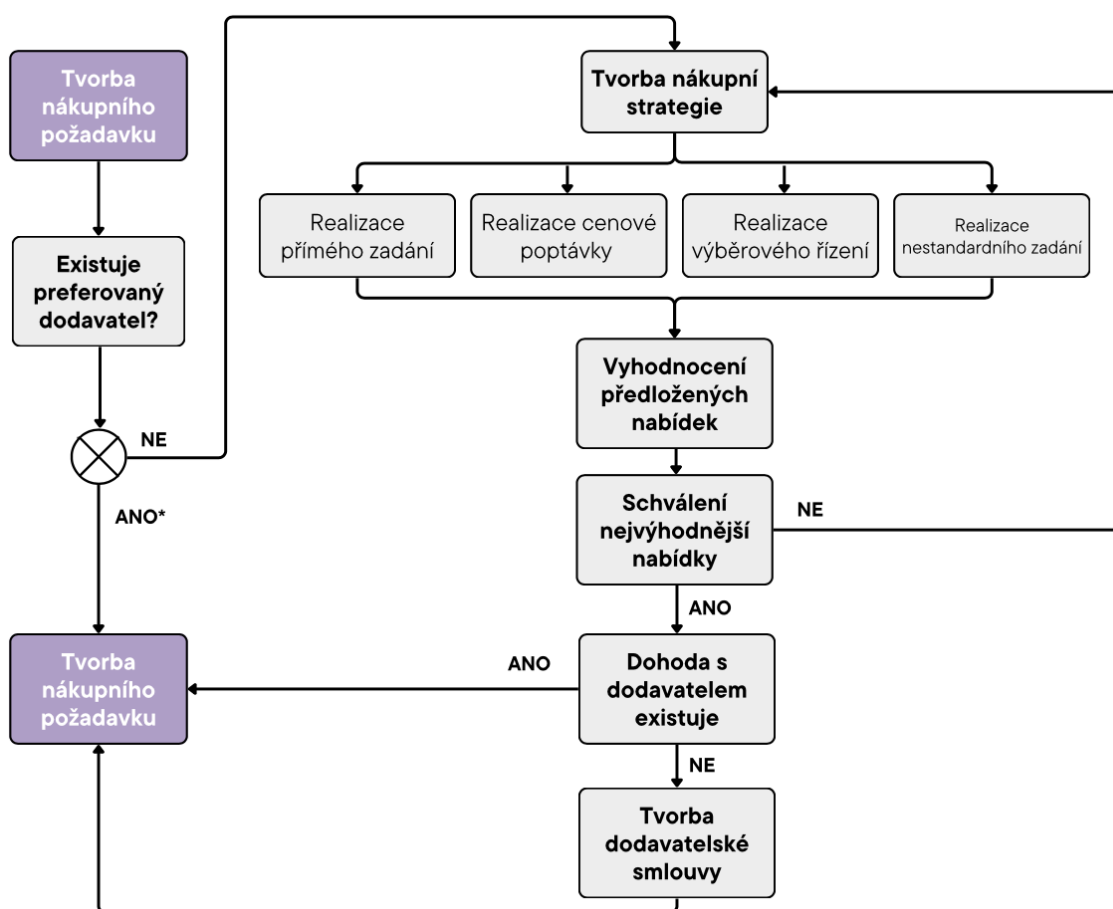 Tvorba
nákupního
požadavku
Existuje
preferovaný
dodavatel?
NE
ANO*
Tvorba
nákupního
požadavku
Tvorba nákupní
strategie
Realizace
přímého zadání
Realizace cenové
poptávky
Realizace
výběrového řízení
Realizace
nestandardního zadání
Vyhodnocení
předložených
nabídek
Schválení
nejvýhodnější
nabídky
NE
ANO
Dohoda s
dodavatelem
existuje
ANO
NE
Tvorba
dodavatelské
smlouvy